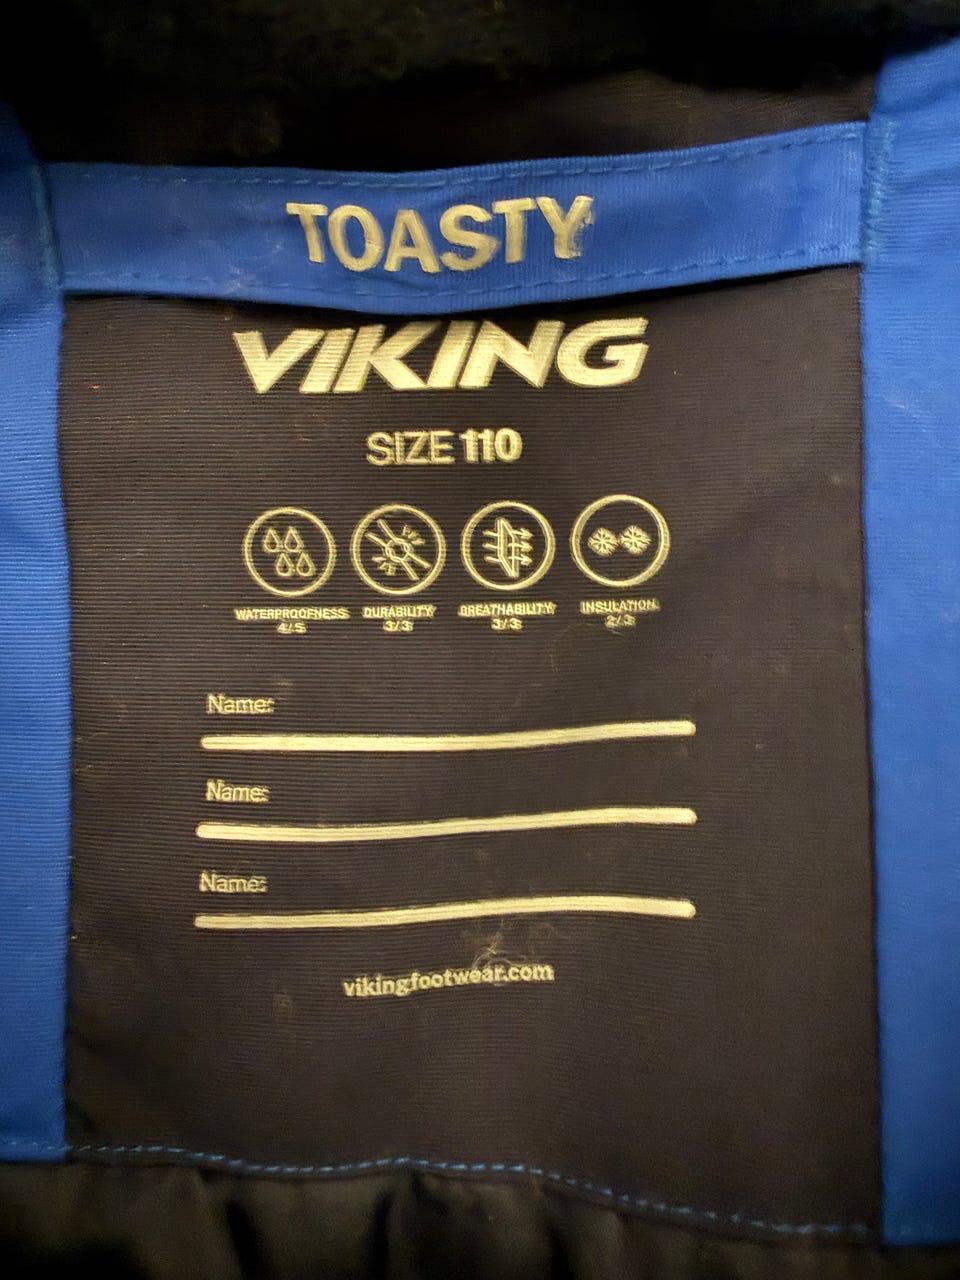 TOASTY
VIKING
SIZE 110
WATERPROOFNESS DURABILITY BREATHABILITY INSULATION
4/5 3/3 3/3 2/3
Name:
Name:
Name:
vikingfootwear.com